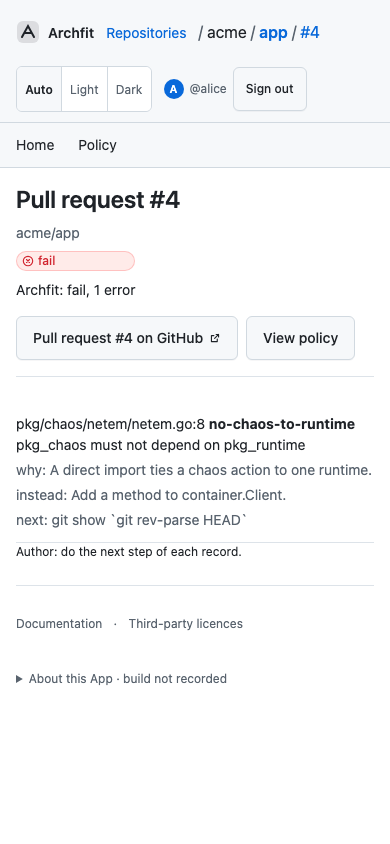 Archfit Repositories / acme / app / #4
Auto Light Dark A @alice Sign out
Home Policy
Pull request #4
acme/app
fail
Archfit: fail, 1 error
Pull request #4 on GitHub View policy
pkg/chaos/netem/netem.go:8 no-chaos-to-runtime
pkg_chaos must not depend on pkg_runtime
why: A direct import ties a chaos action to one runtime.
instead: Add a method to container.Client.
next: git show `git rev-parse HEAD`
Author: do the next step of each record.
Documentation · Third-party licences
About this App · build not recorded